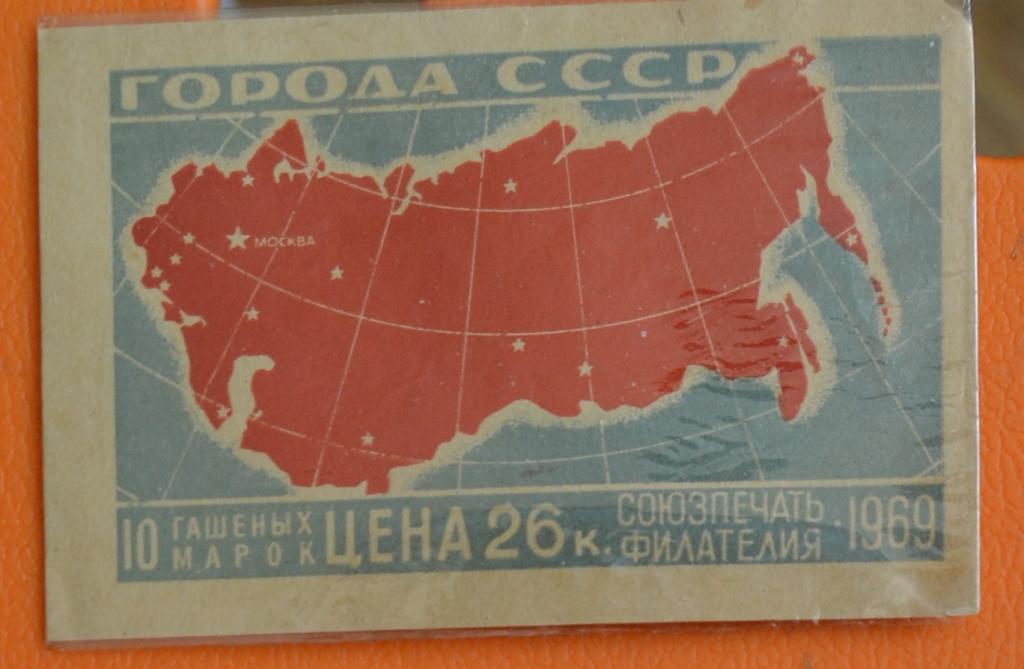 ГОРОДА СССР
МОСКВА
10 ГАШЕНЫХ МАРОК ЦЕНА 26 к. СОЮЗПЕЧАТЬ ФИЛАТЕЛИЯ 1969